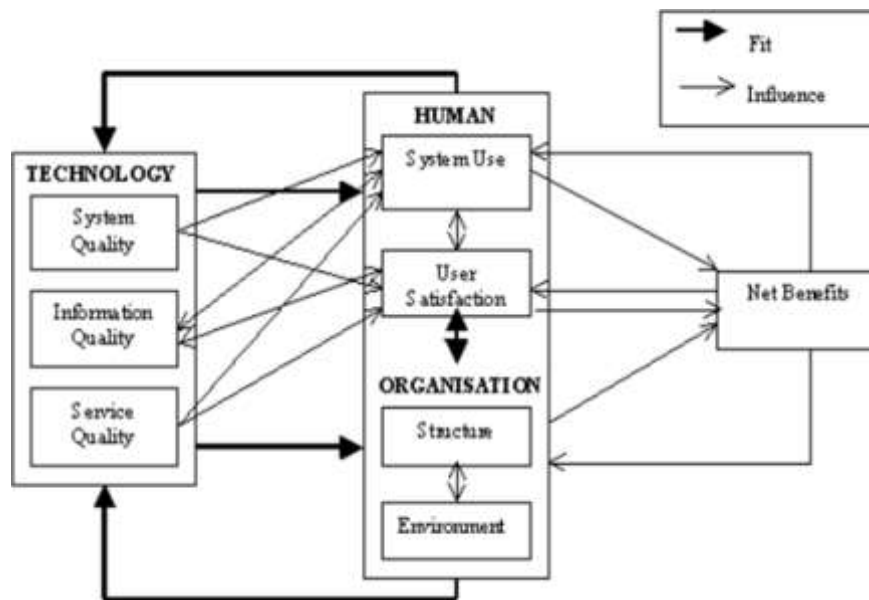 Fit
Influence
HUMAN
System Use
TECHNOLOGY
System
Quality
User
Satisfaction
Net Benefits
Information
Quality
ORGANISATION
Service
Quality
Structure
Environment